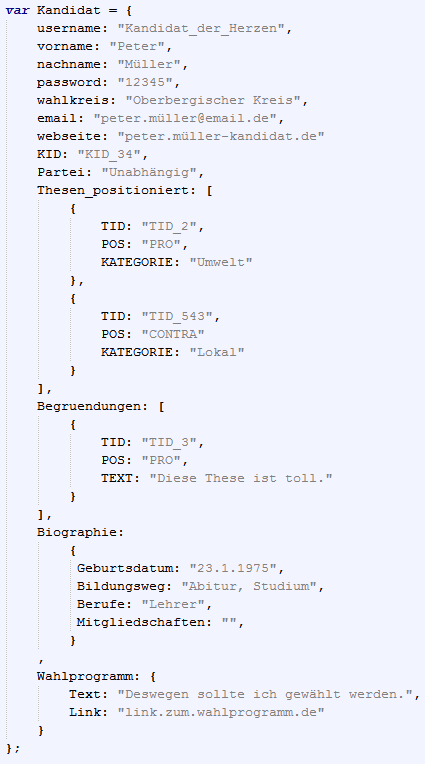 var Kandidat = {
    username: "Kandidat_der_Herzen",
    vorname: "Peter",
    nachname: "Müller",
    password: "12345",
    wahlkreis: "Oberbergischer Kreis",
    email: "peter.müller@email.de",
    webseite: "peter.müller-kandidat.de"
    KID: "KID_34",
    Partei: "Unabhängig",
    Thesen_positioniert: [
        {
            TID: "TID_2",
            POS: "PRO",
            KATEGORIE: "Umwelt"
        },
        {
            TID: "TID_543",
            POS: "CONTRA"
            KATEGORIE: "Lokal"
        }
    ],
    Begruendungen: [
        {
            TID: "TID_3",
            POS: "PRO",
            TEXT: "Diese These ist toll."
        }
    ],
    Biographie:
        {
         Geburtsdatum: "23.1.1975",
         Bildungsweg: "Abitur, Studium",
         Berufe: "Lehrer",
         Mitgliedschaften: "",
        }
    ,
    Wahlprogramm: {
        Text: "Deswegen sollte ich gewählt werden.",
        Link: "link.zum.wahlprogramm.de"
    }
};